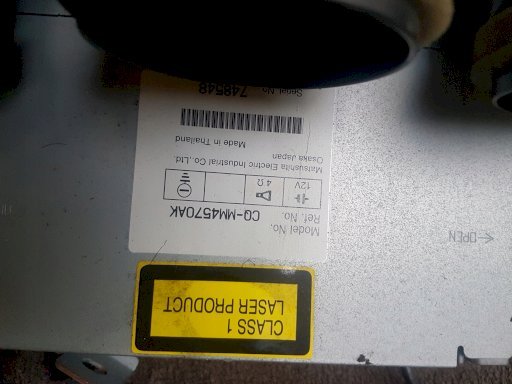 CLASS 1
LASER PRODUCT
Model No.
Ref. No.
CQ-MM4570AK
12V
4 Ω
Matsushita Electric Industrial Co.,Ltd.
Osaka Japan
Made in Thailand
Serial No.
748548
←OPEN